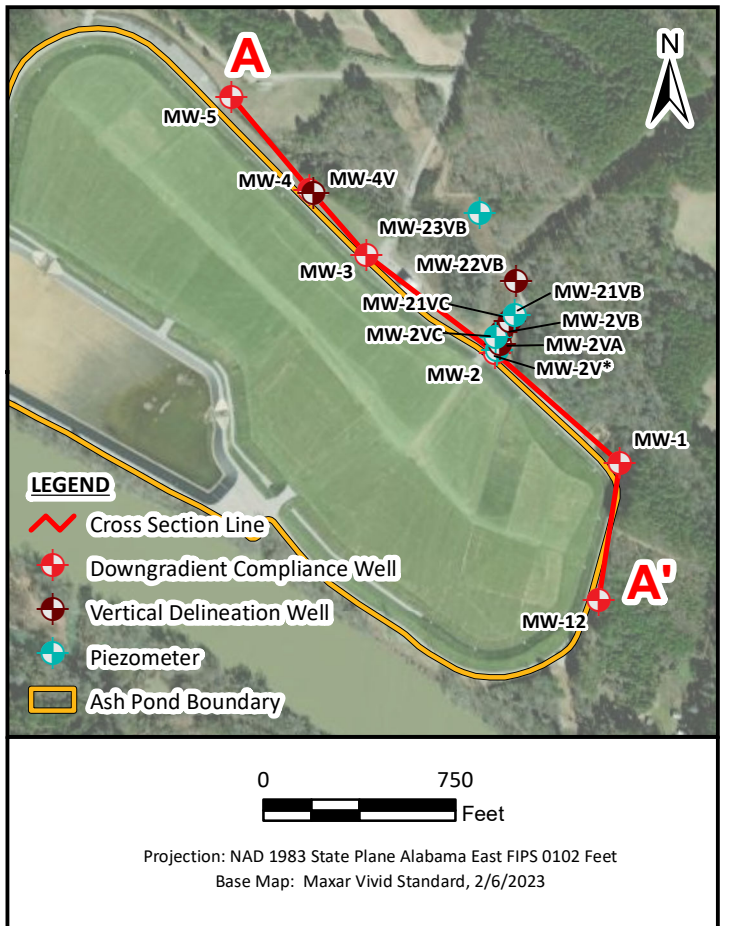 A
N
MW-5
MW-4
MW-4V
MW-23VB
MW-3
MW-22VB
MW-21VC
MW-21VB
MW-2VC
MW-2VB
MW-2VA
MW-2
MW-2V*
MW-1
LEGEND
Cross Section Line
Downgradient Compliance Well
A'
MW-12
Vertical Delineation Well
Piezometer
Ash Pond Boundary
0 750
Feet
Projection: NAD 1983 State Plane Alabama East FIPS 0102 Feet
Base Map: Maxar Vivid Standard, 2/6/2023